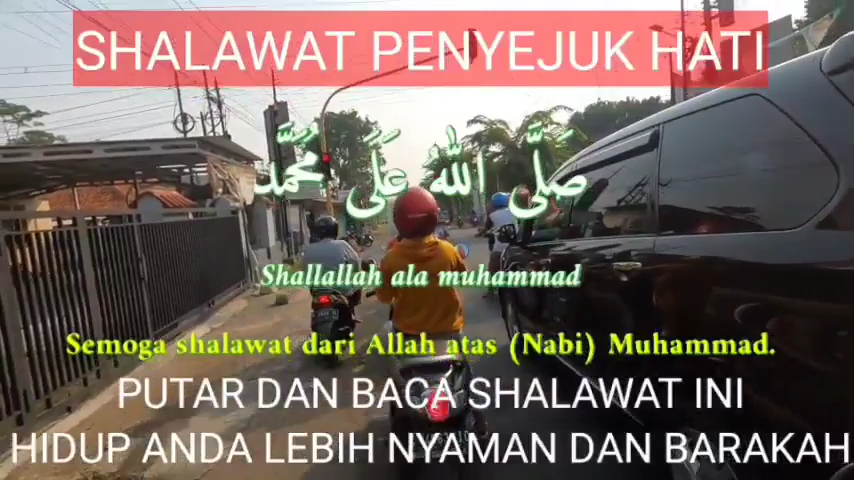 SHALAWAT PENYEJUK HATI
صَلَّى اللهُ عَلَى مُحَمَّد
Shallallah ala muhammad
Semoga shalawat dari Allah atas (Nabi) Muhammad.
PUTAR DAN BACA SHALAWAT INI
HIDUP ANDA LEBIH NYAMAN DAN BARAKAH